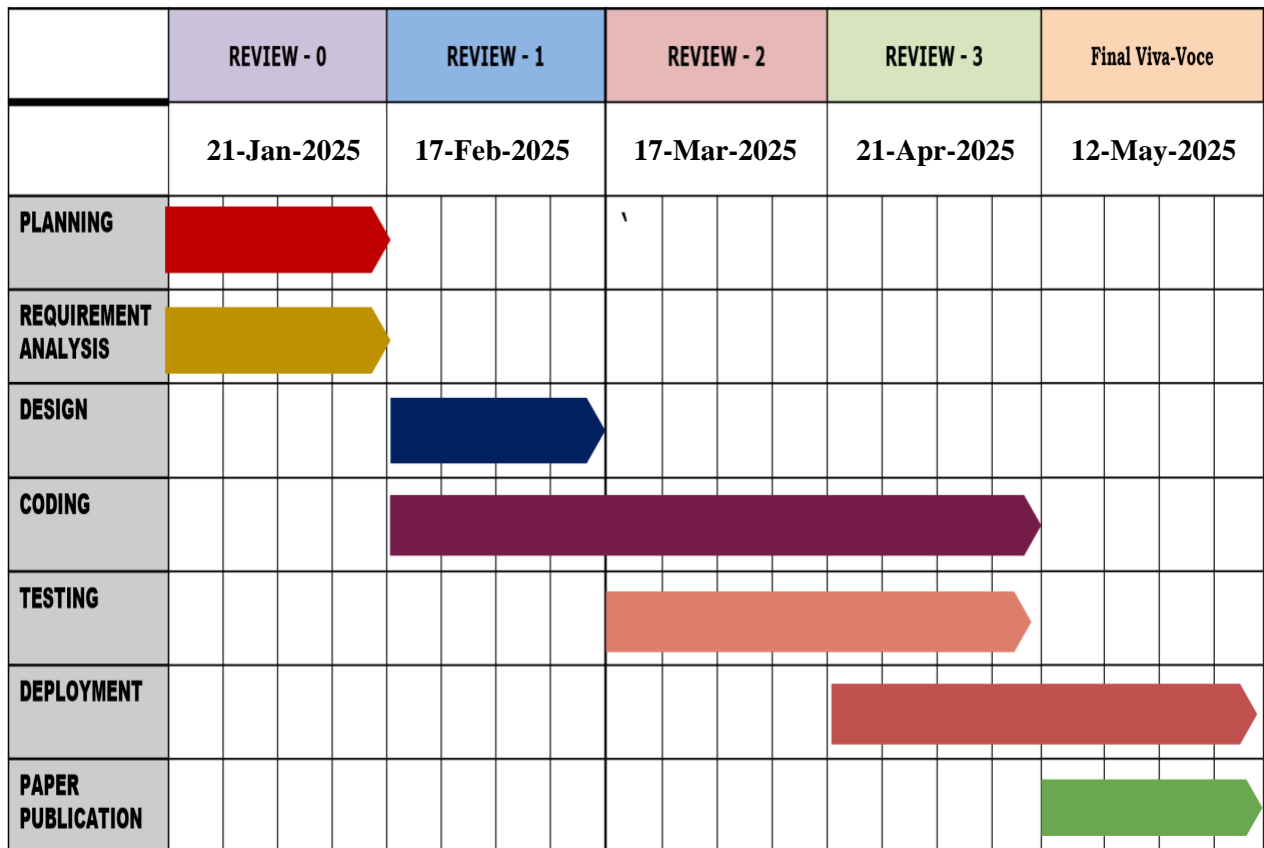 REVIEW - 0
REVIEW - 1
REVIEW - 2
REVIEW - 3
Final Viva-Voce
21-Jan-2025
17-Feb-2025
17-Mar-2025
21-Apr-2025
12-May-2025
PLANNING
`
REQUIREMENT
ANALYSIS
DESIGN
CODING
TESTING
DEPLOYMENT
PAPER
PUBLICATION